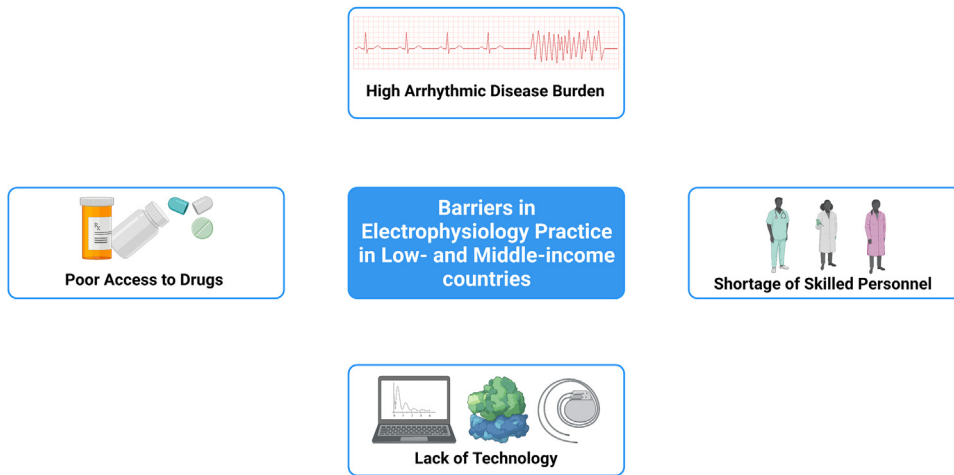 High Arrhythmic Disease Burden
Poor Access to Drugs
Barriers in
Electrophysiology Practice
in Low- and Middle-income
countries
Shortage of Skilled Personnel
Lack of Technology